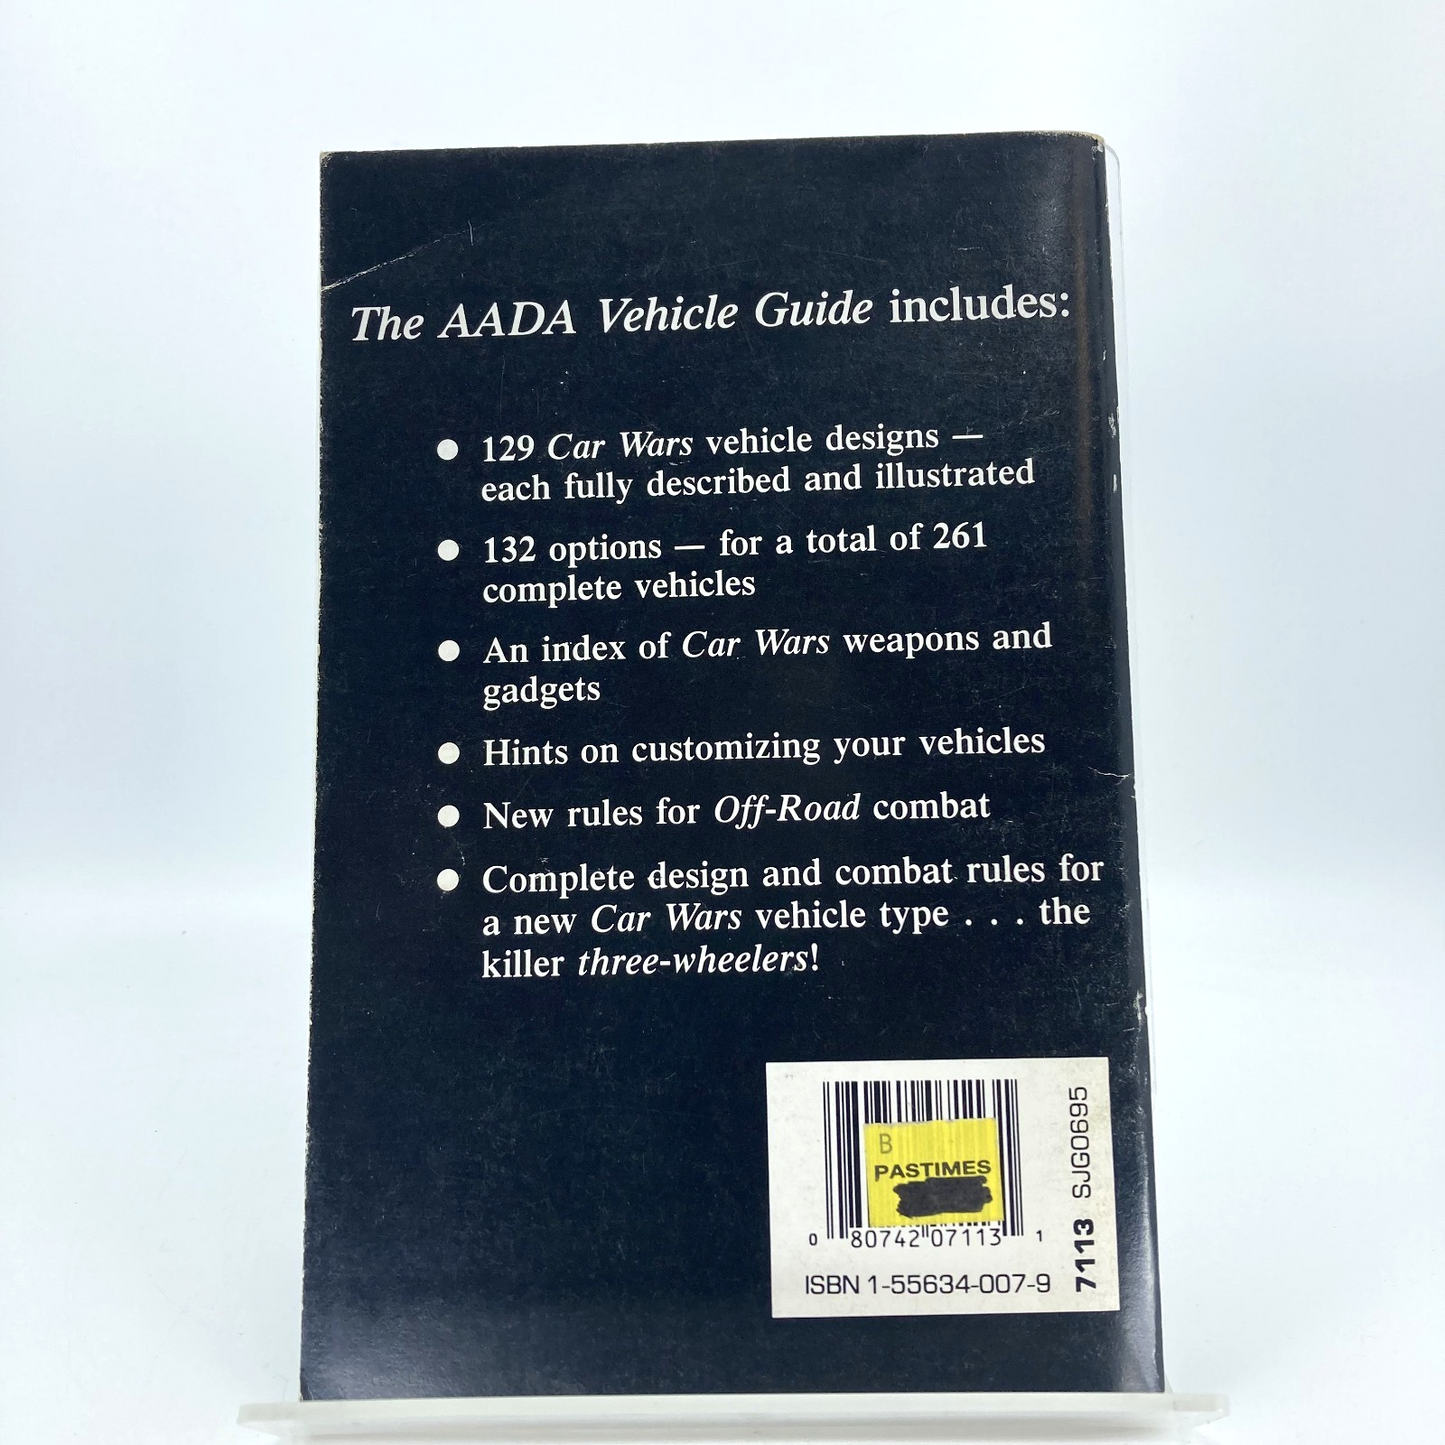 The AADA Vehicle Guide includes:
● 129 Car Wars vehicle designs —
each fully described and illustrated
● 132 options — for a total of 261
complete vehicles
● An index of Car Wars weapons and
gadgets
● Hints on customizing your vehicles
● New rules for Off-Road combat
● Complete design and combat rules for
a new Car Wars vehicle type . . . the
killer three-wheelers!
B
PASTIMES
0 80742 07113 1
ISBN 1-55634-007-9
7113 SJG0695